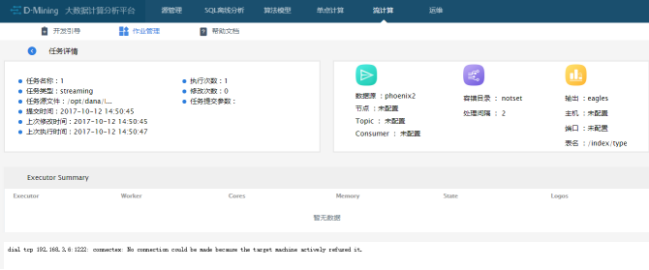 D-Mining 大数据计算分析平台 源管理 SQL离线分析 算法模型 单点计算 流计算 运维
开发引导 作业管理 帮助文档
任务详情
任务名称：1 执行次数：1
任务类型：streaming 修改次数：0
任务源文件：/opt/dana/i... 任务提交参数：
提交时间：2017-10-12 14:50:45
上次修改时间：2017-10-12 14:50:45
上次执行时间：2017-10-12 14:50:47
数据源：phoenix2
节点：未配置
Topic：未配置
Consumer：未配置
容错目录：notset
处理间隔：2
输出：eagles
主机：未配置
端口：未配置
表名：/index/type
Executor Summary
Executor Worker Cores Memory State Logos
暂无数据
dial tcp 192.168.3.6:1222: connectex: No connection could be made because the target machine actively refused it.